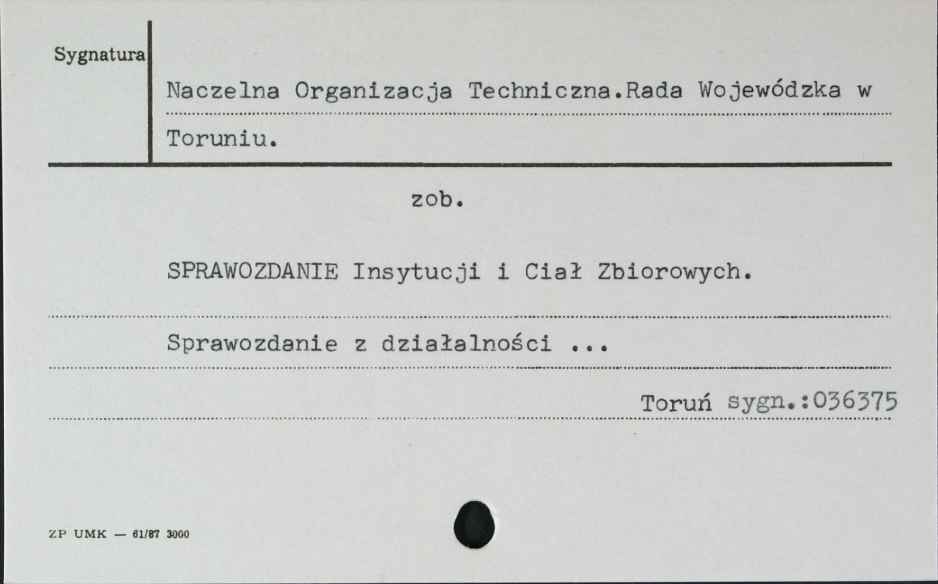 Sygnatura
Naczelna Organizacja Techniczna.Rada Wojewódzka w
Toruniu.
zob.
SPRAWOZDANIE Insytucji i Ciał Zbiorowych.
Sprawozdanie z działalności ...
Toruń sygn.:036375
ZP UMK — 61/87 3000